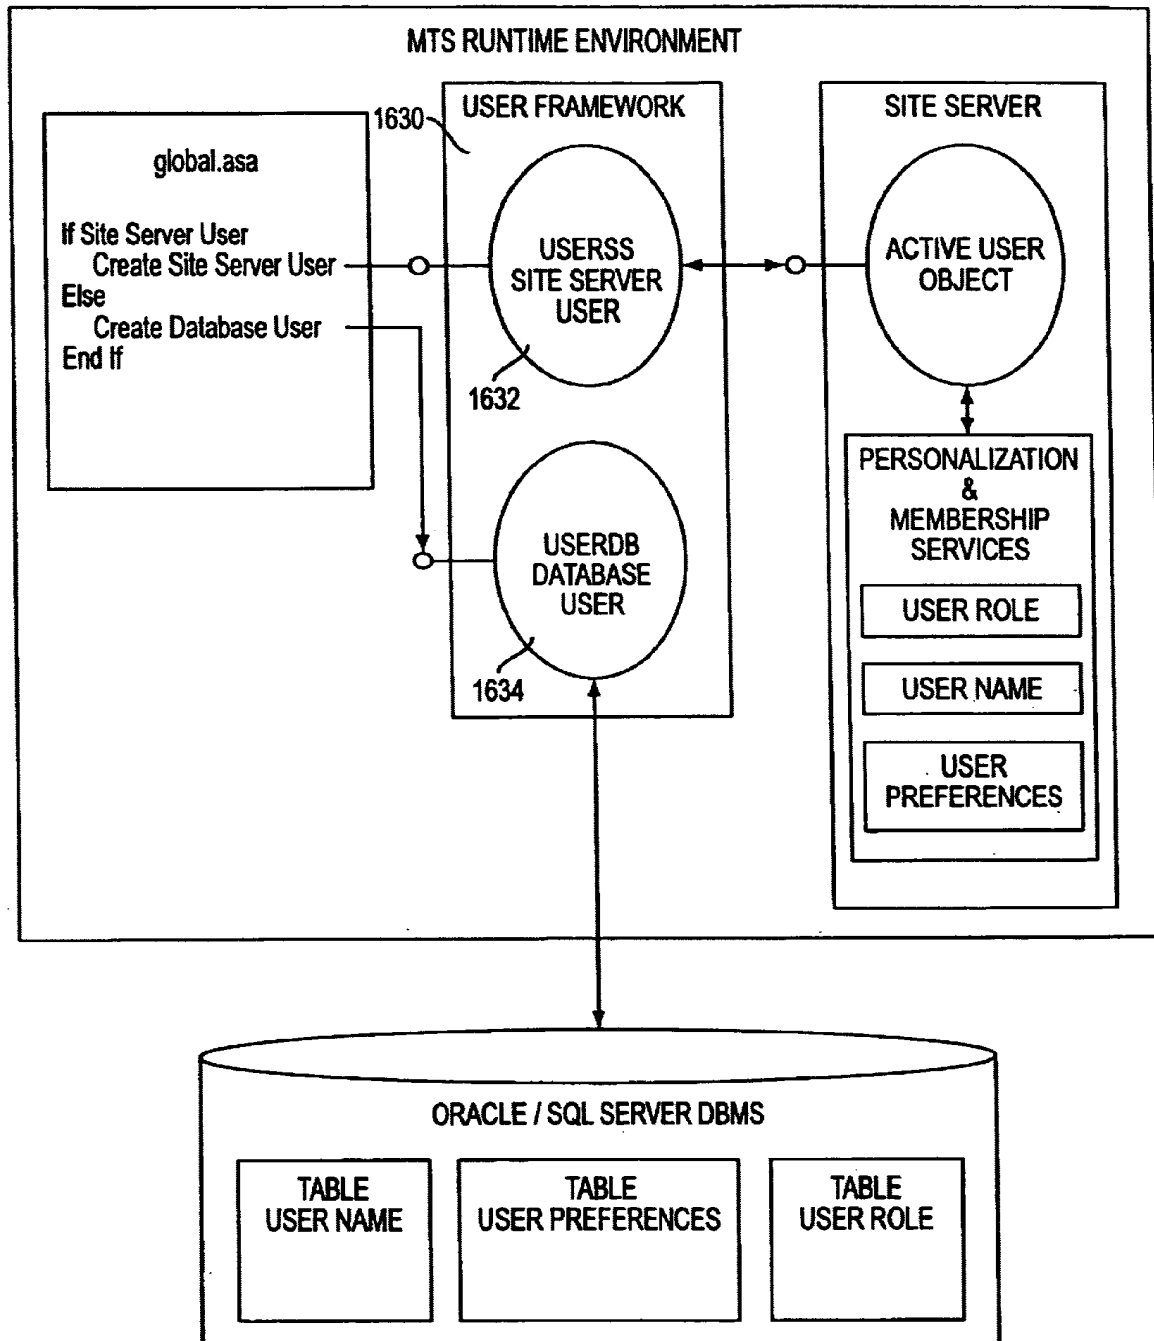 MTS RUNTIME ENVIRONMENT
global.asa
If Site Server User
Create Site Server User
Else
Create Database User
End If
1630
USER FRAMEWORK
USERSS
SITE SERVER
USER
1632
USERDB
DATABASE
USER
1634
SITE SERVER
ACTIVE USER
OBJECT
PERSONALIZATION
&
MEMBERSHIP
SERVICES
USER ROLE
USER NAME
USER
PREFERENCES
ORACLE / SQL SERVER DBMS
TABLE
USER NAME
TABLE
USER PREFERENCES
TABLE
USER ROLE